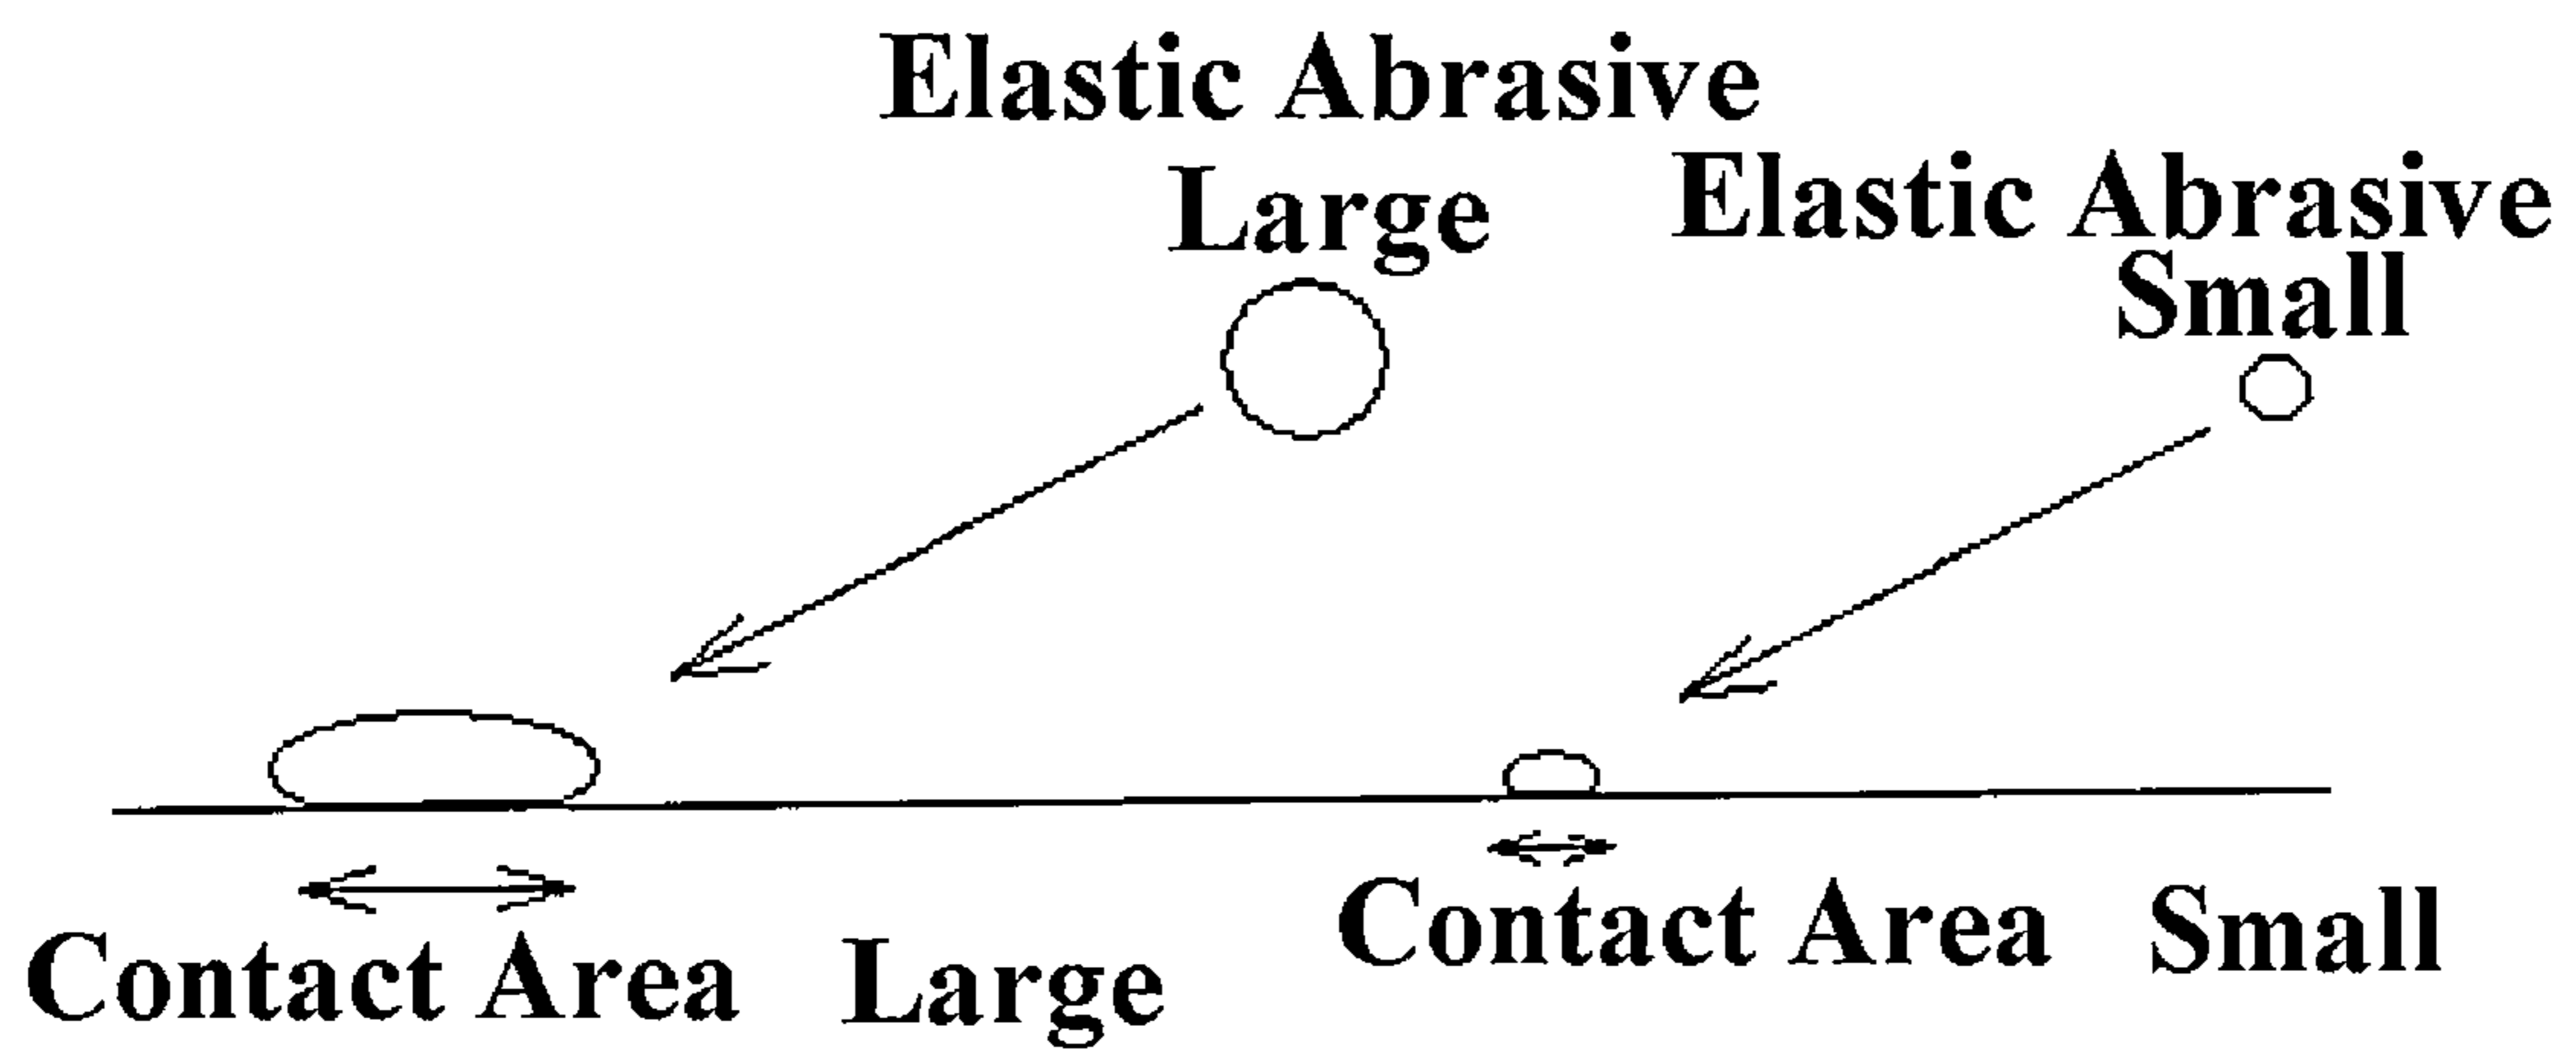 Elastic Abrasive
Large
Elastic Abrasive
Small
Contact Area Large
Contact Area Small